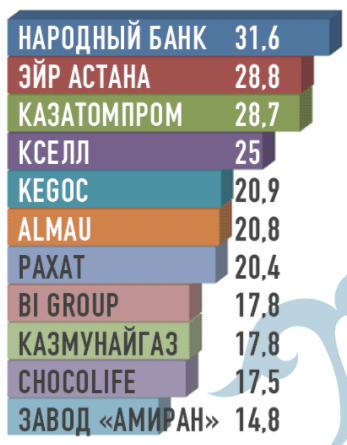 НАРОДНЫЙ БАНК 31,6
ЭЙР АСТАНА 28,8
КАЗАТОМПРОМ 28,7
КСЕЛЛ 25
KEGOC 20,9
ALMAU 20,8
РАХАТ 20,4
BI GROUP 17,8
КАЗМУНАЙГАЗ 17,8
CHOCOLIFE 17,5
ЗАВОД «АМИРАН» 14,8